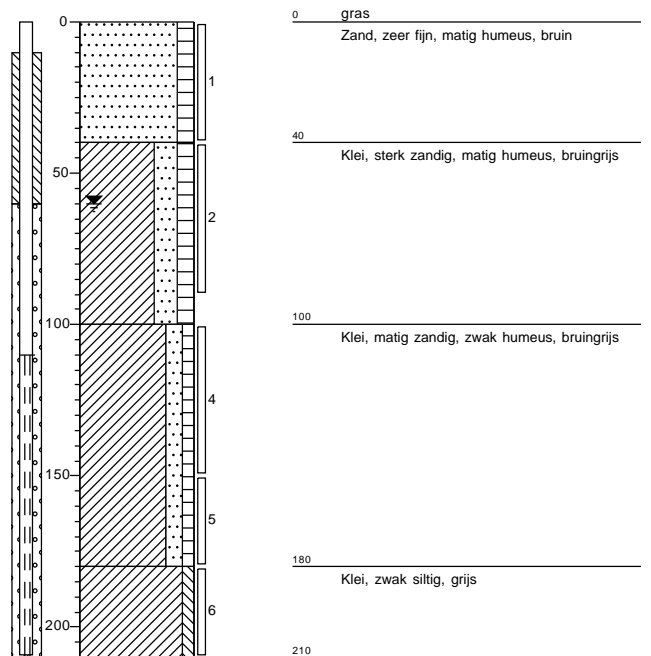 0
1
50
2
100
4
150
5
6
200
0 gras
Zand, zeer fijn, matig humeus, bruin
40
Klei, sterk zandig, matig humeus, bruingrijs
100
Klei, matig zandig, zwak humeus, bruingrijs
180
Klei, zwak siltig, grijs
210